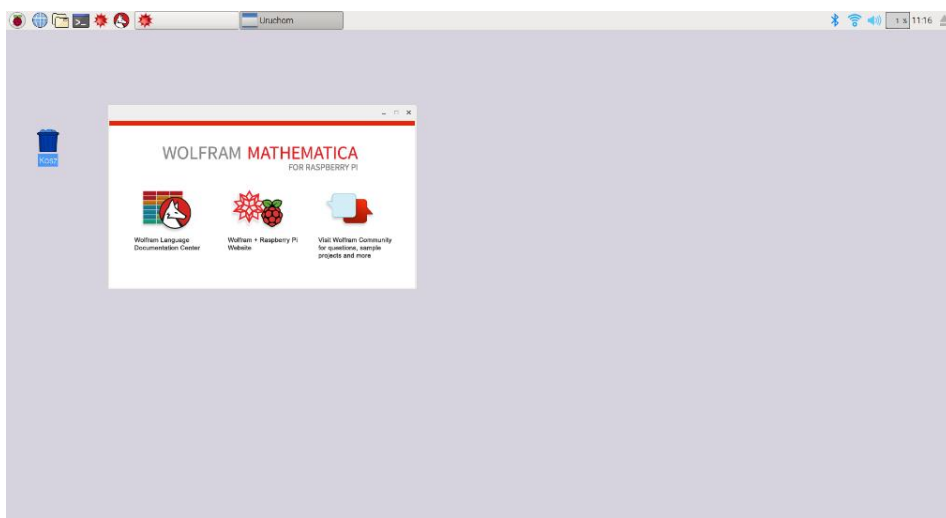 Uruchom
1 %
11:16
Kosz
WOLFRAM MATHEMATICA
FOR RASPBERRY PI
Wolfram Language
Documentation Center
Wolfram + Raspberry Pi
Website
Visit Wolfram Community
for questions, sample
projects and more